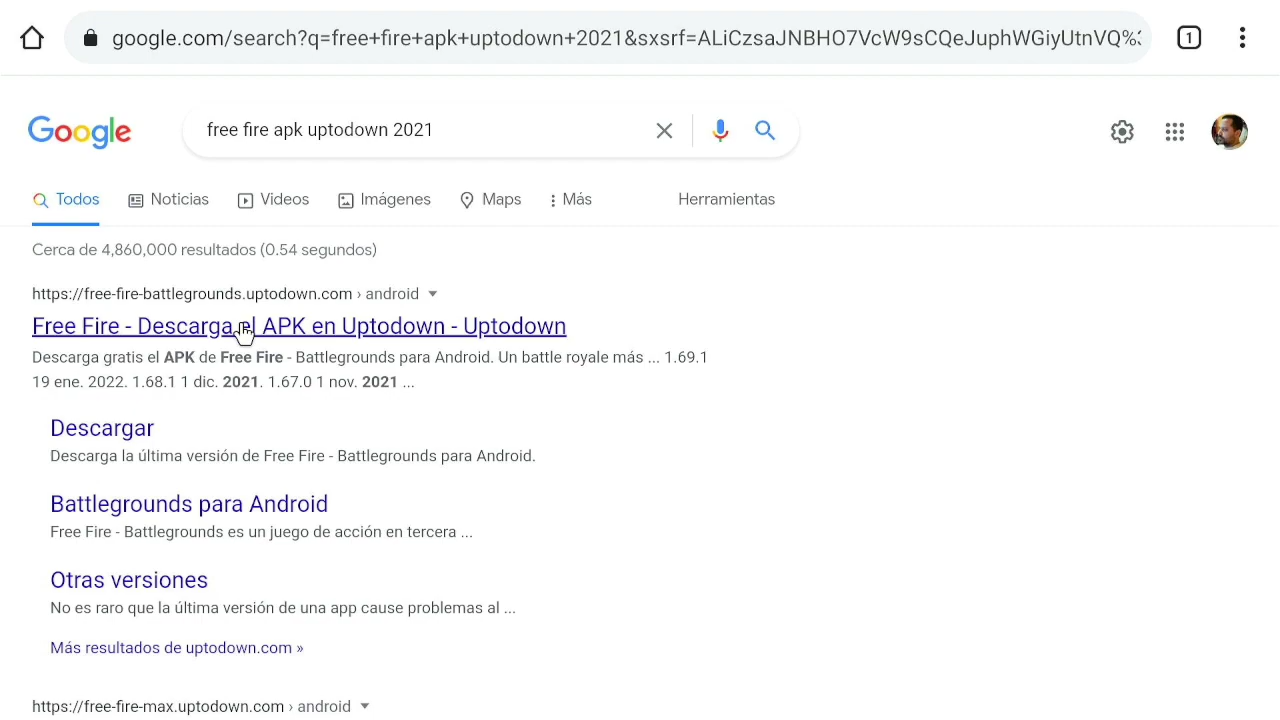 google.com/search?q=free+fire+apk+uptodown+2021&sxsrf=ALiCzsaJNBHO7VcW9sCQeJuphWGiyUtnVQ%3
1
Google
free fire apk uptodown 2021
Todos Noticias Videos Imágenes Maps Más Herramientas
Cerca de 4,860,000 resultados (0.54 segundos)
https://free-fire-battlegrounds.uptodown.com › android
Free Fire - Descarga el APK en Uptodown - Uptodown
Descarga gratis el APK de Free Fire - Battlegrounds para Android. Un battle royale más ... 1.69.1
19 ene. 2022. 1.68.1 1 dic. 2021. 1.67.0 1 nov. 2021 ...
Descargar
Descarga la última versión de Free Fire - Battlegrounds para Android.
Battlegrounds para Android
Free Fire - Battlegrounds es un juego de acción en tercera ...
Otras versiones
No es raro que la última versión de una app cause problemas al ...
Más resultados de uptodown.com »
https://free-fire-max.uptodown.com › android